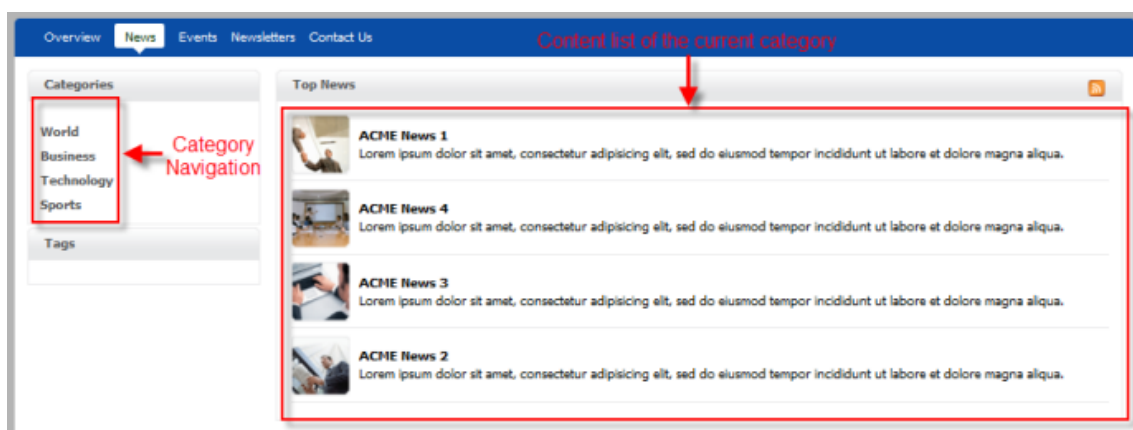 Overview News Events Newsletters Contact Us
Content list of the current category
Categories
World
Business
Technology
Sports
Category
Navigation
Tags
Top News
ACME News 1
Lorem ipsum dolor sit amet, consectetur adipisicing elit, sed do eiusmod tempor incididunt ut labore et dolore magna aliqua.
ACME News 4
Lorem ipsum dolor sit amet, consectetur adipisicing elit, sed do eiusmod tempor incididunt ut labore et dolore magna aliqua.
ACME News 3
Lorem ipsum dolor sit amet, consectetur adipisicing elit, sed do eiusmod tempor incididunt ut labore et dolore magna aliqua.
ACME News 2
Lorem ipsum dolor sit amet, consectetur adipisicing elit, sed do eiusmod tempor incididunt ut labore et dolore magna aliqua.